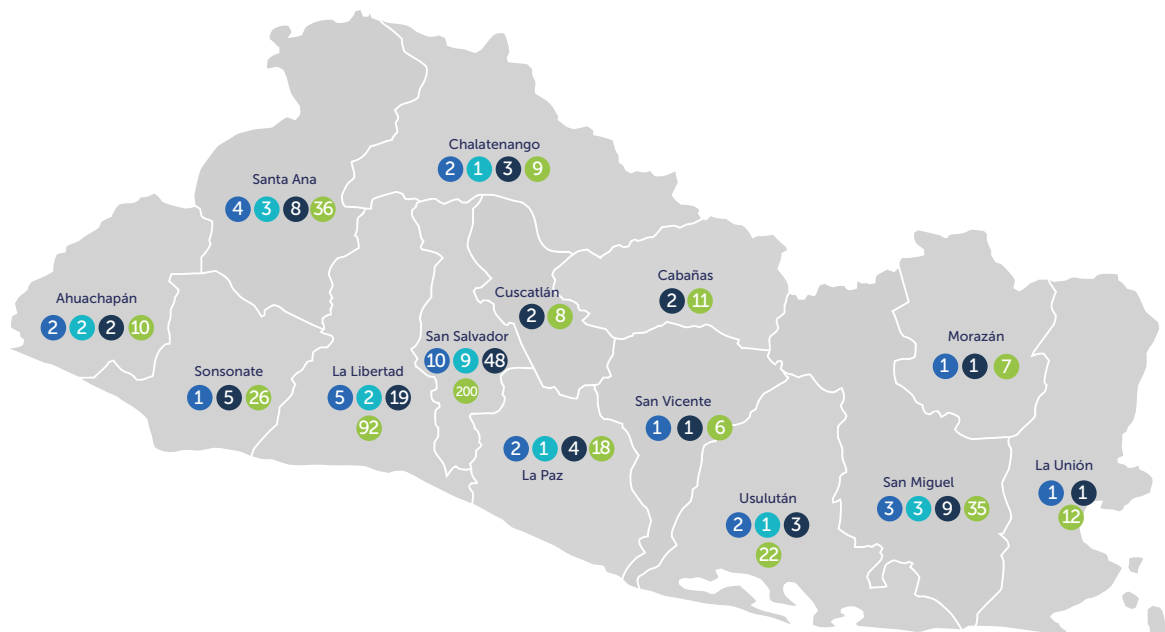 Chalatenango
2 1 3 9
Santa Ana
4 3 8 36
Ahuachapán
2 2 2 10
Sonsonate
1 5 26
La Libertad
5 2 19
92
San Salvador
10 9 48
200
Cuscatlán
2 8
Cabañas
2 11
La Paz
2 1 4 18
San Vicente
1 1 6
Usulután
2 1 3
22
San Miguel
3 3 9 35
Morazán
1 1 7
La Unión
1 1
12